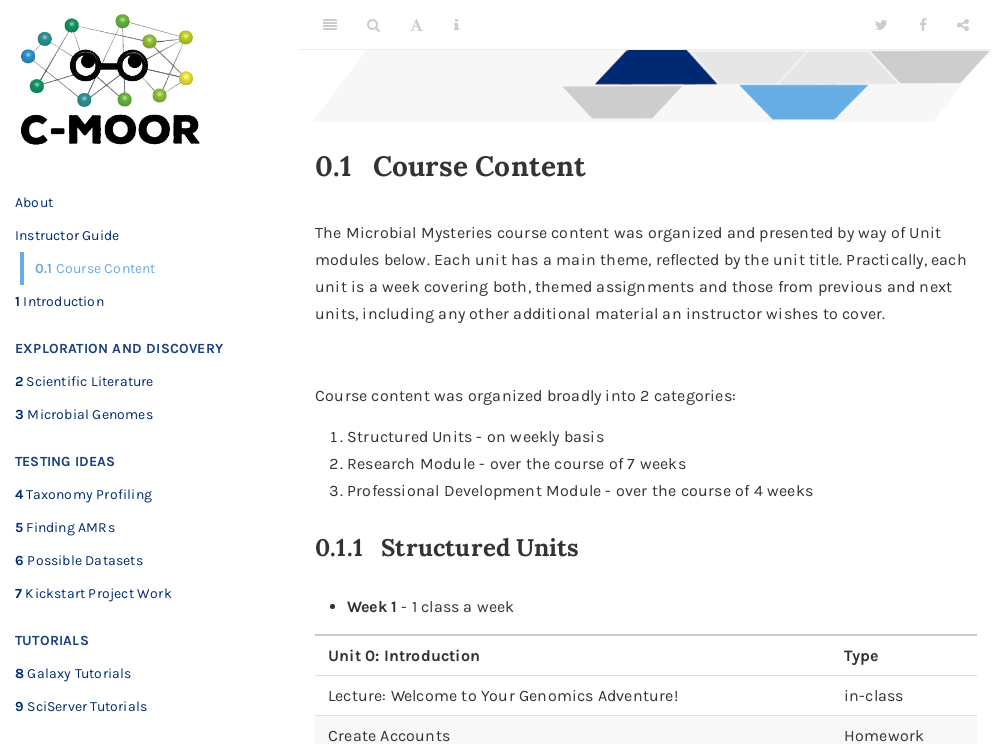 C-MOOR
About
Instructor Guide
0.1 Course Content
1 Introduction
EXPLORATION AND DISCOVERY
2 Scientific Literature
3 Microbial Genomes
TESTING IDEAS
4 Taxonomy Profiling
5 Finding AMRs
6 Possible Datasets
7 Kickstart Project Work
TUTORIALS
8 Galaxy Tutorials
9 SciServer Tutorials
0.1 Course Content
The Microbial Mysteries course content was organized and presented by way of Unit
modules below. Each unit has a main theme, reflected by the unit title. Practically, each
unit is a week covering both, themed assignments and those from previous and next
units, including any other additional material an instructor wishes to cover.
Course content was organized broadly into 2 categories:
1. Structured Units - on weekly basis
2. Research Module - over the course of 7 weeks
3. Professional Development Module - over the course of 4 weeks
0.1.1 Structured Units
• Week 1 - 1 class a week
Unit 0: Introduction Type
Lecture: Welcome to Your Genomics Adventure! in-class
Create Accounts Homework